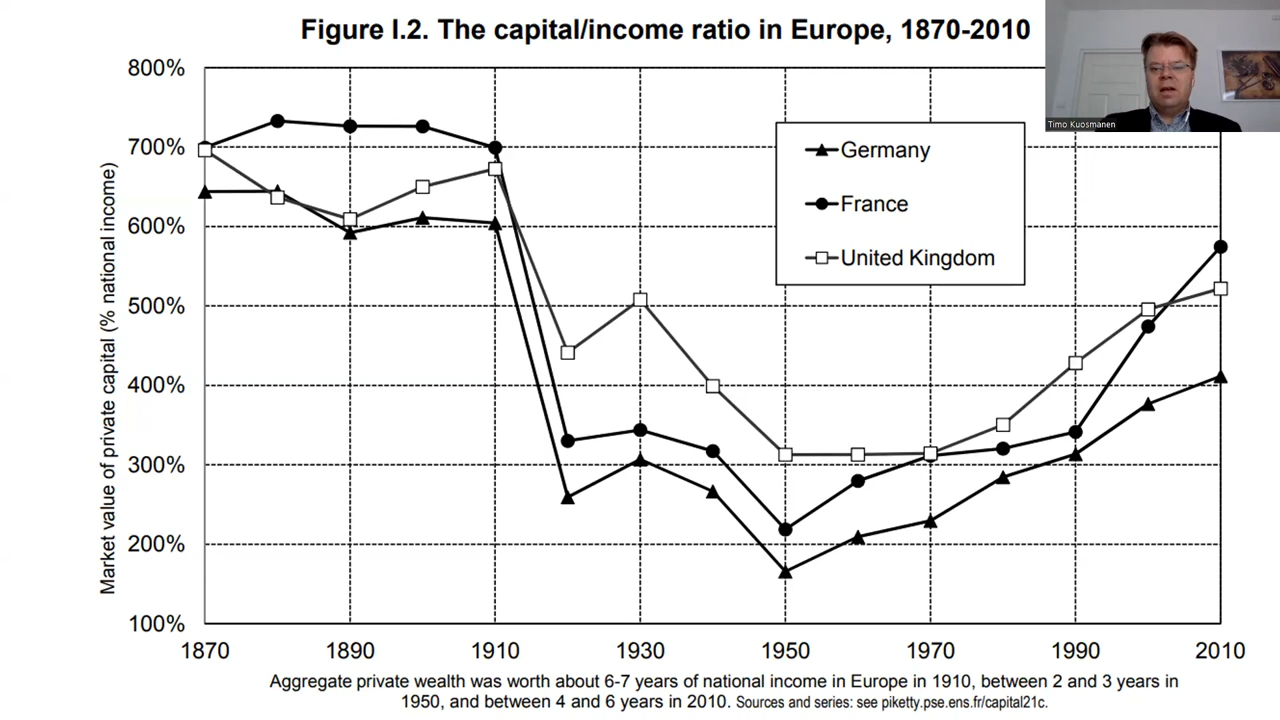 Figure I.2. The capital/income ratio in Europe, 1870-2010
Timo Kuosmanen
Market value of private capital (% national income)
800%
700%
600%
500%
400%
300%
200%
100%
Germany
France
United Kingdom
1870 1890 1910 1930 1950 1970 1990 2010
Aggregate private wealth was worth about 6-7 years of national income in Europe in 1910, between 2 and 3 years in
1950, and between 4 and 6 years in 2010. Sources and series: see piketty.pse.ens.fr/capital21c.